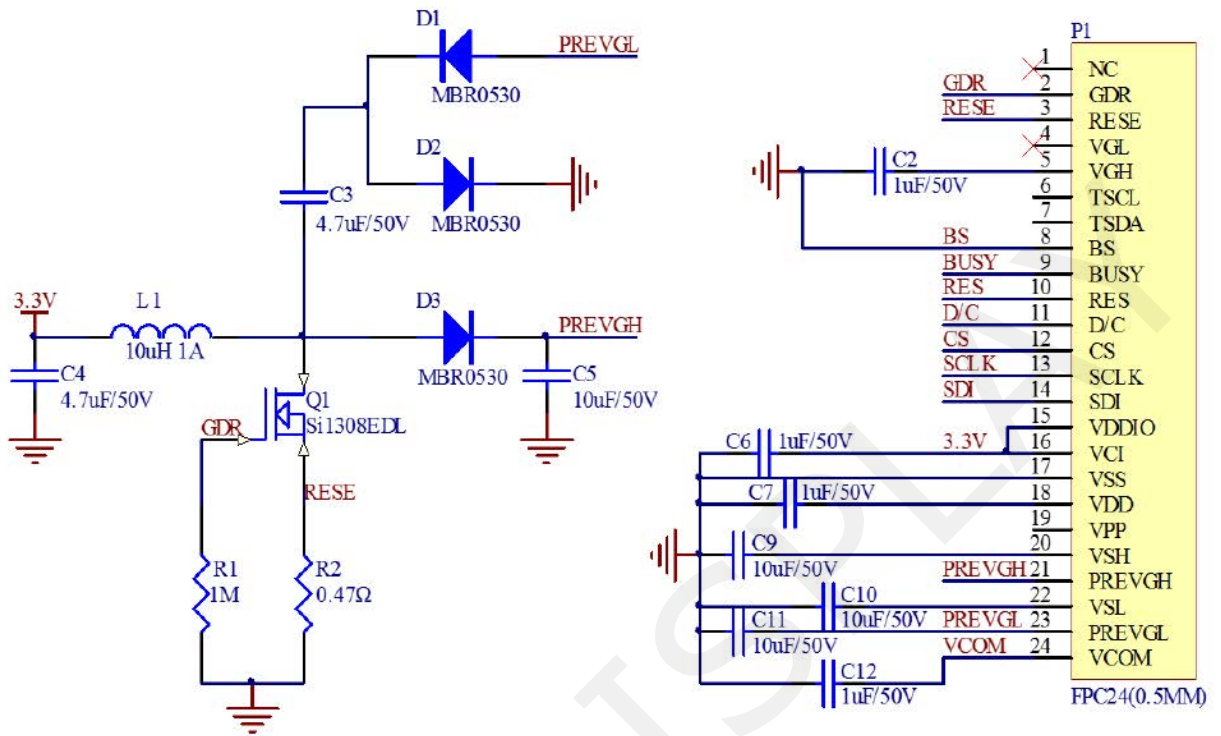 D1
PREVGL
MBR0530
D2
MBR0530
C3
4.7uF/50V
3.3V
L1
10uH 1A
D3
PREVGH
MBR0530
C4
4.7uF/50V
C5
10uF/50V
Q1
Si1308EDL
GDR
RESE
R1
1M
R2
0.47Ω
P1
1 NC
GDR 2 GDR
RESE 3 RESE
4 VGL
C2
1uF/50V
5 VGH
6 TSCL
7 TSDA
BS 8 BS
BUSY 9 BUSY
RES 10 RES
D/C 11 D/C
CS 12 CS
SCLK 13 SCLK
SDI 14 SDI
15 VDDIO
C6 1uF/50V 3.3V 16 VCI
17 VSS
C7 1uF/50V 18 VDD
19 VPP
C9
10uF/50V
20 VSH
PREVGH 21 PREVGH
C10
10uF/50V
22 VSL
C11
10uF/50V
PREVGL 23 PREVGL
VCOM 24 VCOM
C12
1uF/50V
FPC24(0.5MM)
ISPLAY